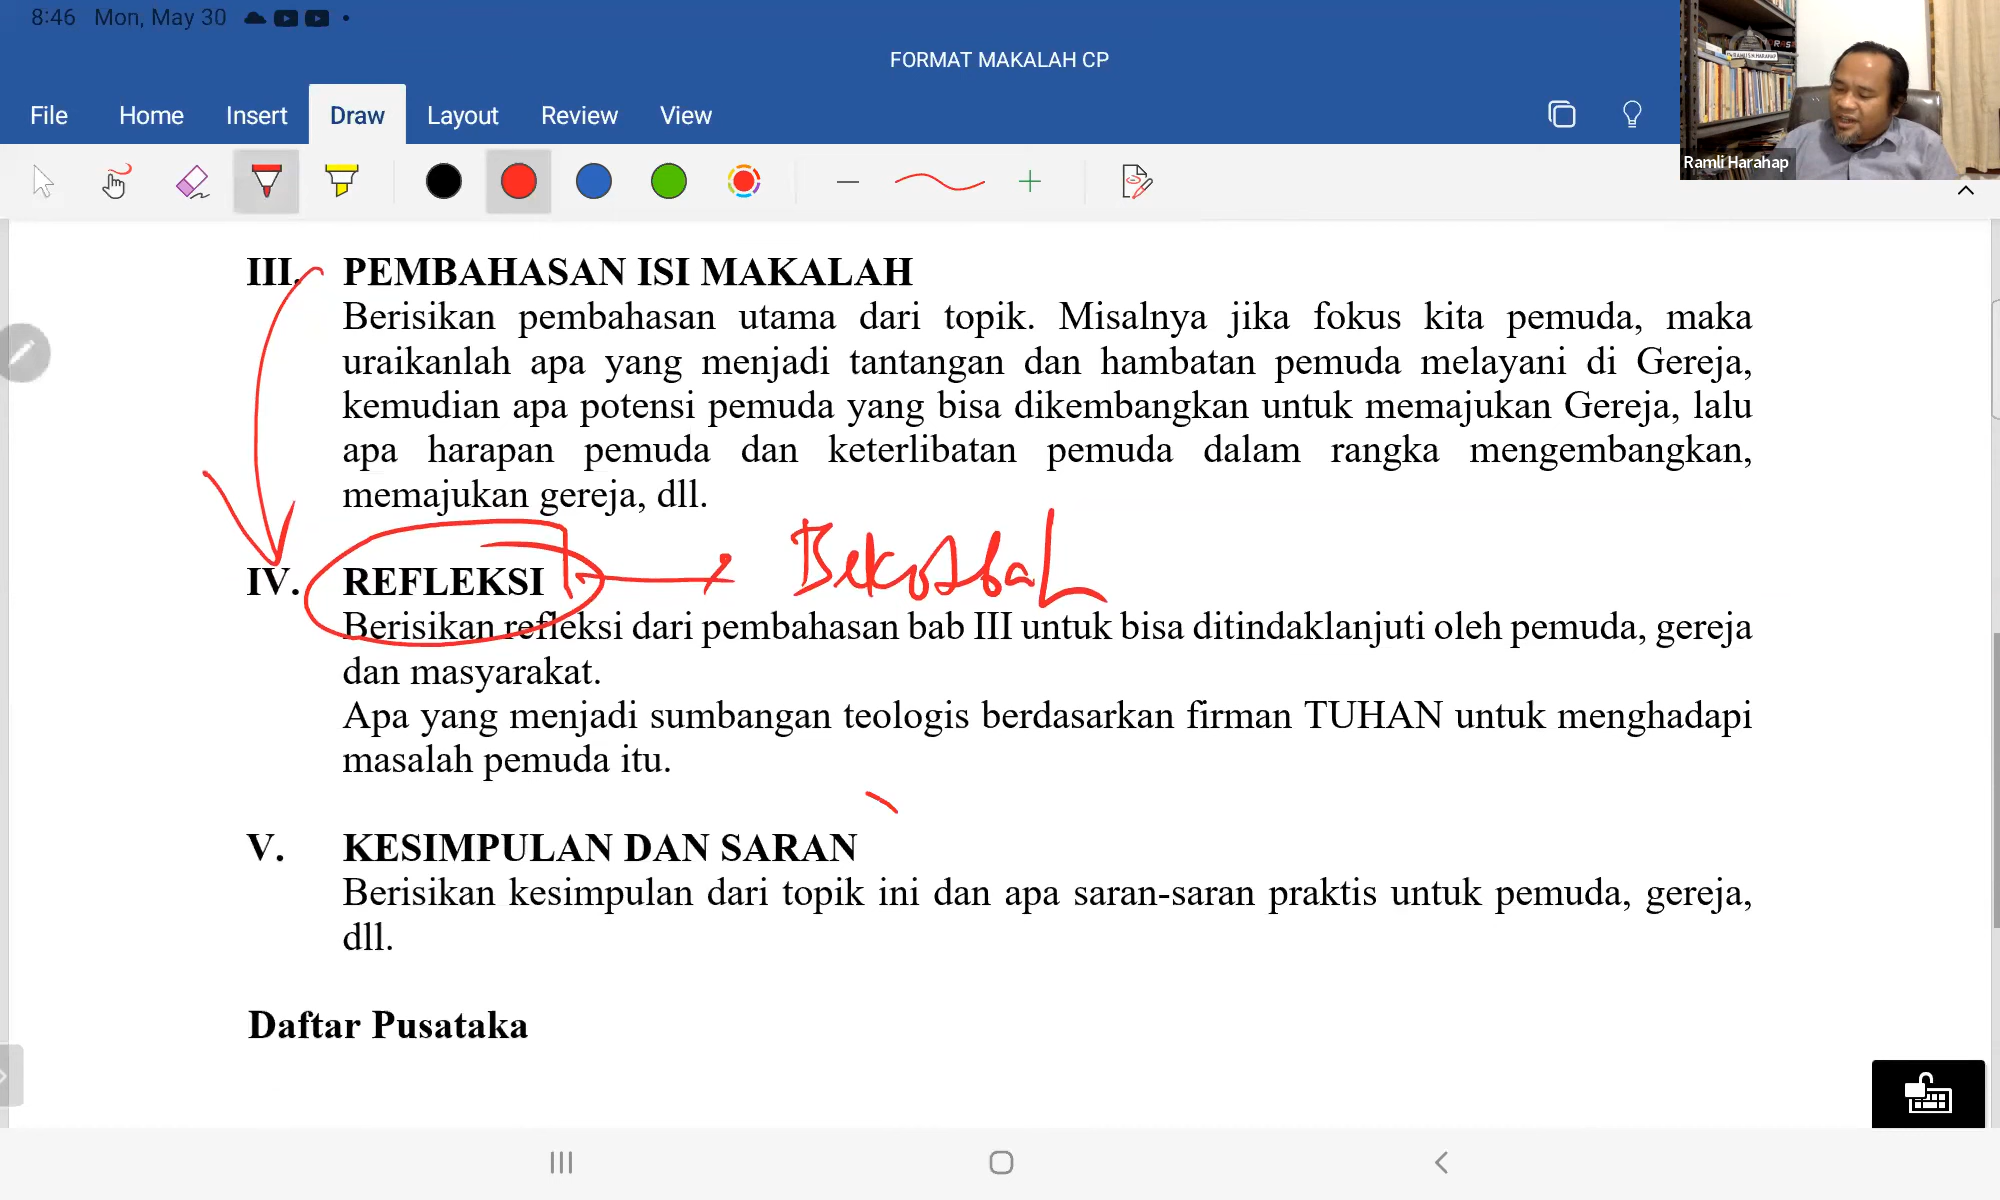 8:46 Mon, May 30
FORMAT MAKALAH CP
File Home Insert Draw Layout Review View
Ramli Harahap
III. PEMBAHASAN ISI MAKALAH
Berisikan pembahasan utama dari topik. Misalnya jika fokus kita pemuda, maka
uraikanlah apa yang menjadi tantangan dan hambatan pemuda melayani di Gereja,
kemudian apa potensi pemuda yang bisa dikembangkan untuk memajukan Gereja, lalu
apa harapan pemuda dan keterlibatan pemuda dalam rangka mengembangkan,
memajukan gereja, dll.
IV. REFLEKSI
Berisikan refleksi dari pembahasan bab III untuk bisa ditindaklanjuti oleh pemuda, gereja
dan masyarakat.
Apa yang menjadi sumbangan teologis berdasarkan firman TUHAN untuk menghadapi
masalah pemuda itu.
V. KESIMPULAN DAN SARAN
Berisikan kesimpulan dari topik ini dan apa saran-saran praktis untuk pemuda, gereja,
dll.
Daftar Pusataka